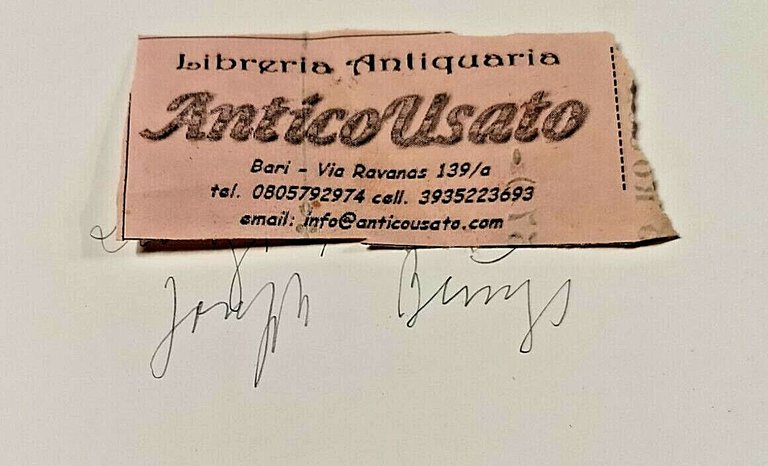 Libreria Antiquaria
AnticoUsato
Bari - Via Ravanas 139/a
tel. 0805792974 cell. 3935223693
email: info@anticousato.com
Joseph Beuys